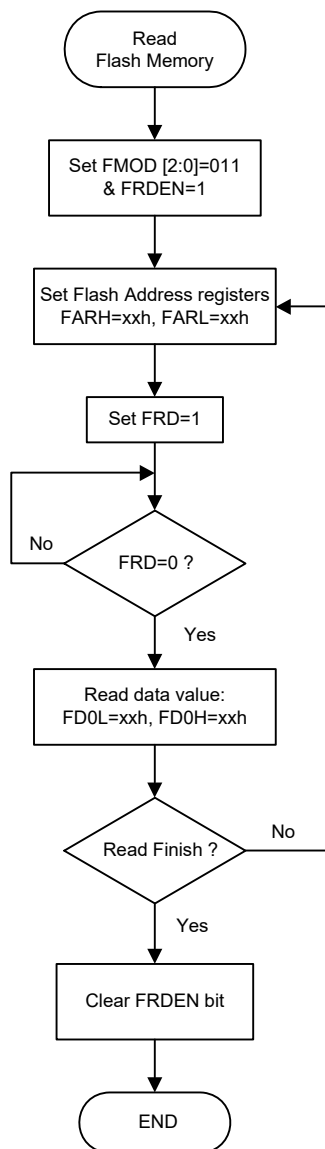 Read
Flash Memory
Set FMOD [2:0]=011
& FRDEN=1
Set Flash Address registers
FARH=xxh, FARL=xxh
Set FRD=1
No
FRD=0 ?
Yes
Read data value:
FD0L=xxh, FD0H=xxh
No
Read Finish ?
Yes
Clear FRDEN bit
END